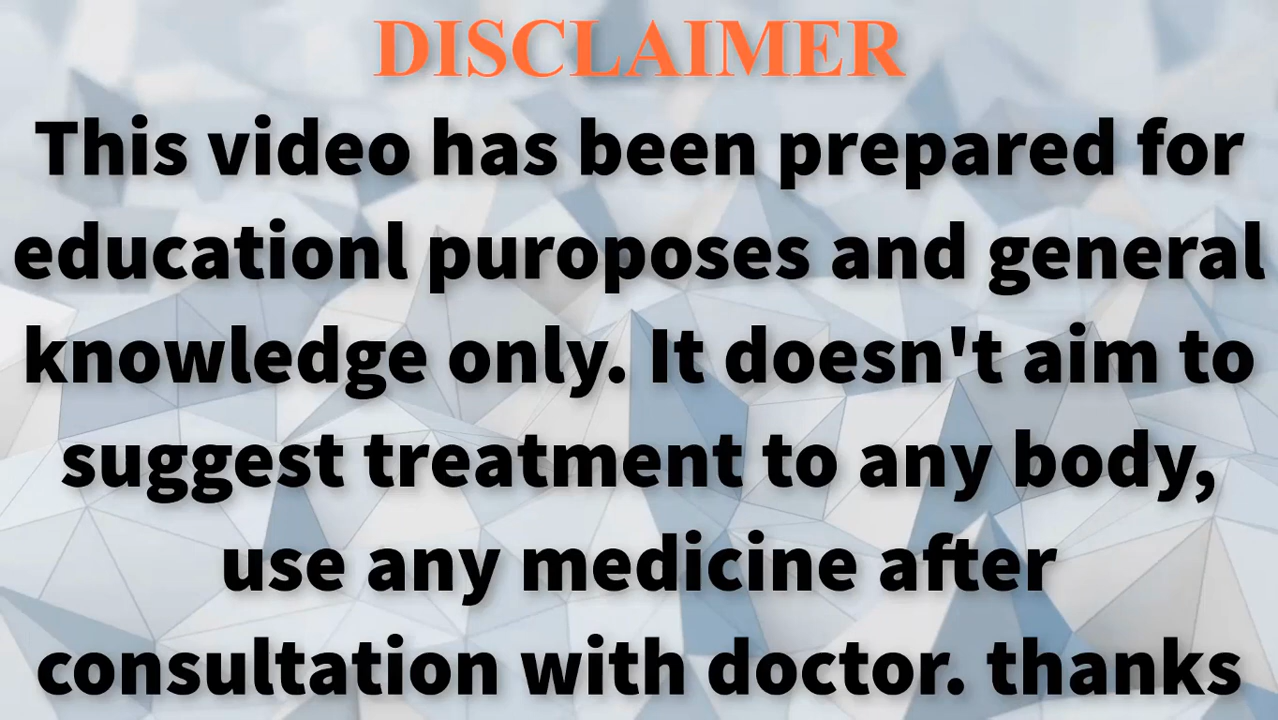 DISCLAIMER
This video has been prepared for
educationl puroposes and general
knowledge only. It doesn't aim to
suggest treatment to any body,
use any medicine after
consultation with doctor. thanks